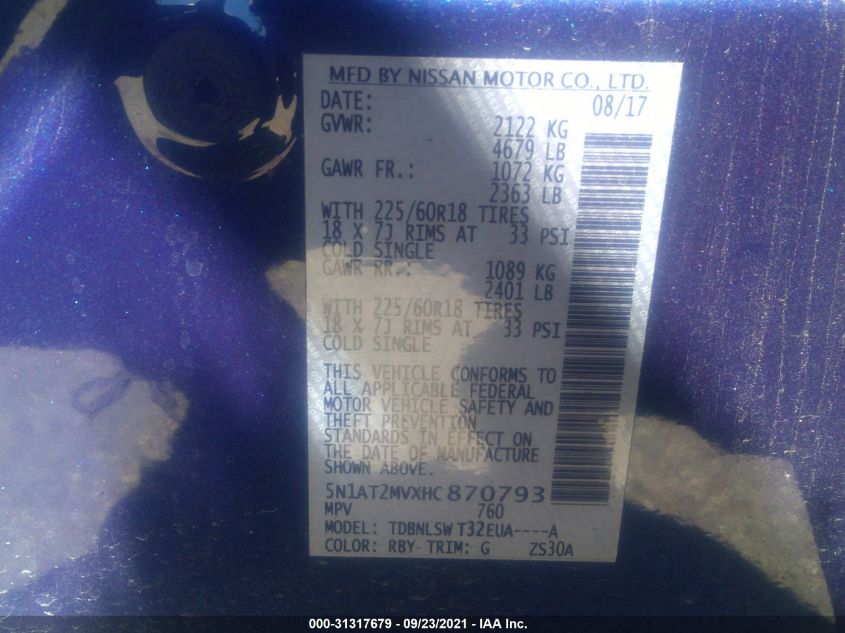 MFD BY NISSAN MOTOR CO., LTD.
DATE: 08/17
GVWR: 2122 KG
4679 LB
GAWR FR.: 1072 KG
2363 LB
WITH 225/60R18 TIRES
18 X 7J RIMS AT 33 PSI
COLD SINGLE
GAWR RR.: 1089 KG
2401 LB
WITH 225/60R18 TIRES
18 X 7J RIMS AT 33 PSI
COLD SINGLE
THIS VEHICLE CONFORMS TO
ALL APPLICABLE FEDERAL
MOTOR VEHICLE SAFETY AND
THEFT PREVENTION
STANDARDS IN EFFECT ON
THE DATE OF MANUFACTURE
SHOWN ABOVE.
5N1AT2MVXHC870793
MPV 760
MODEL: TDBNLSW T32EUA----A
COLOR: RBY- TRIM: G ZS30A
000-31317679 - 09/23/2021 - IAA Inc.